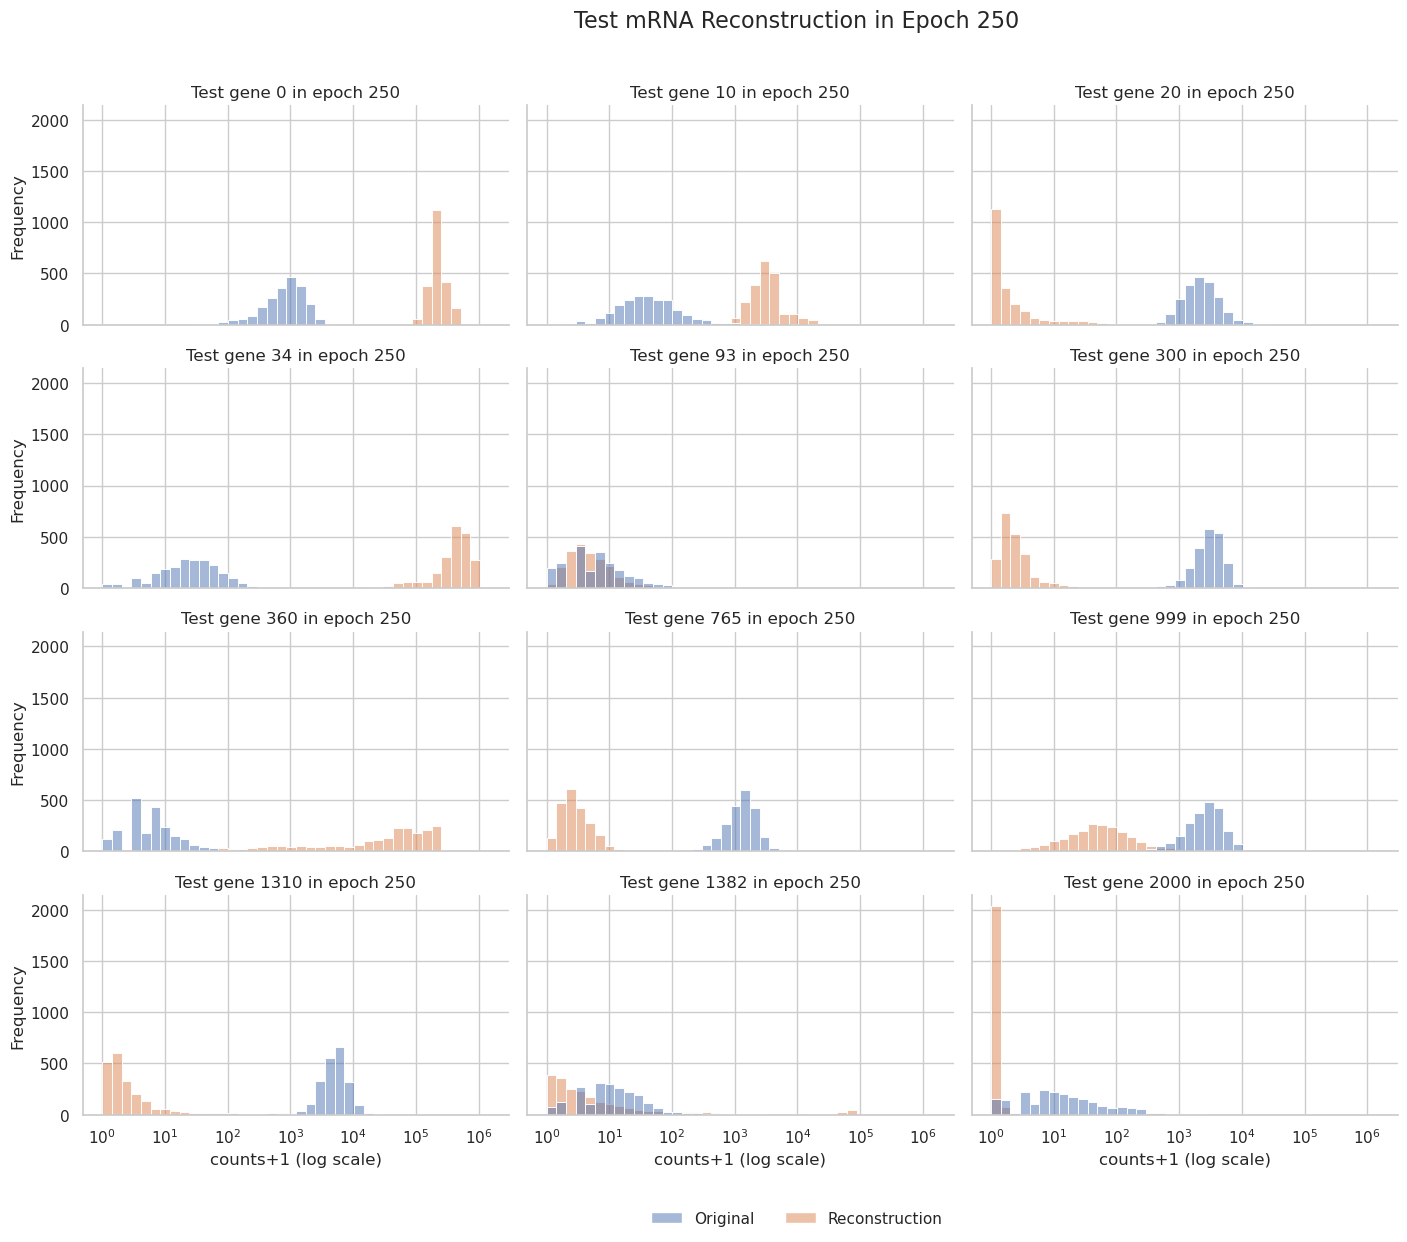 Test mRNA Reconstruction in Epoch 250
Test gene 0 in epoch 250
Test gene 10 in epoch 250
Test gene 20 in epoch 250
2000
1500
1000
500
0
Frequency
Test gene 34 in epoch 250
Test gene 93 in epoch 250
Test gene 300 in epoch 250
2000
1500
1000
500
0
Frequency
Test gene 360 in epoch 250
Test gene 765 in epoch 250
Test gene 999 in epoch 250
2000
1500
1000
500
0
Frequency
Test gene 1310 in epoch 250
Test gene 1382 in epoch 250
Test gene 2000 in epoch 250
2000
1500
1000
500
0
Frequency
10⁰ 10¹ 10² 10³ 10⁴ 10⁵ 10⁶
10⁰ 10¹ 10² 10³ 10⁴ 10⁵ 10⁶
10⁰ 10¹ 10² 10³ 10⁴ 10⁵ 10⁶
counts+1 (log scale)
counts+1 (log scale)
counts+1 (log scale)
Original
Reconstruction